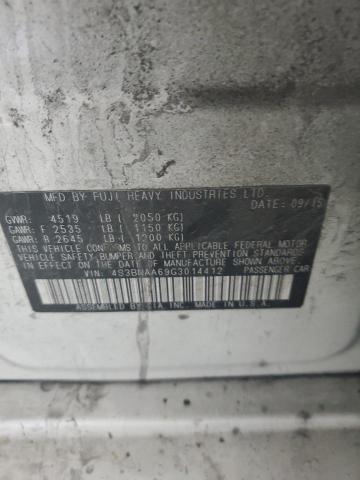 MFD BY FUJI HEAVY INDUSTRIES LTD.
DATE: 09/15
GVWR: 4519 LB ( 2050 KG)
GAWR: F 2535 LB ( 1150 KG)
GAWR: R 2645 LB ( 1200 KG)
THIS VEHICLE CONFORMS TO ALL APPLICABLE FEDERAL MOTOR
VEHICLE SAFETY, BUMPER AND THEFT PREVENTION STANDARDS
IN EFFECT ON THE DATE OF MANUFACTURE SHOWN ABOVE.
VIN: 4S3BNAA69G3014412 PASSENGER CAR
ASSEMBLED BY SIA INC. MADE IN U.S.A.